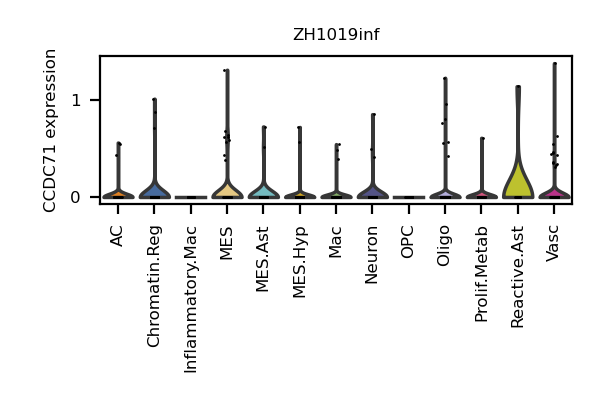 ZH1019inf
CCDC71 expression
1
0
AC
Chromatin.Reg
Inflammatory.Mac
MES
MES.Ast
MES.Hyp
Mac
Neuron
OPC
Oligo
Prolif.Metab
Reactive.Ast
Vasc